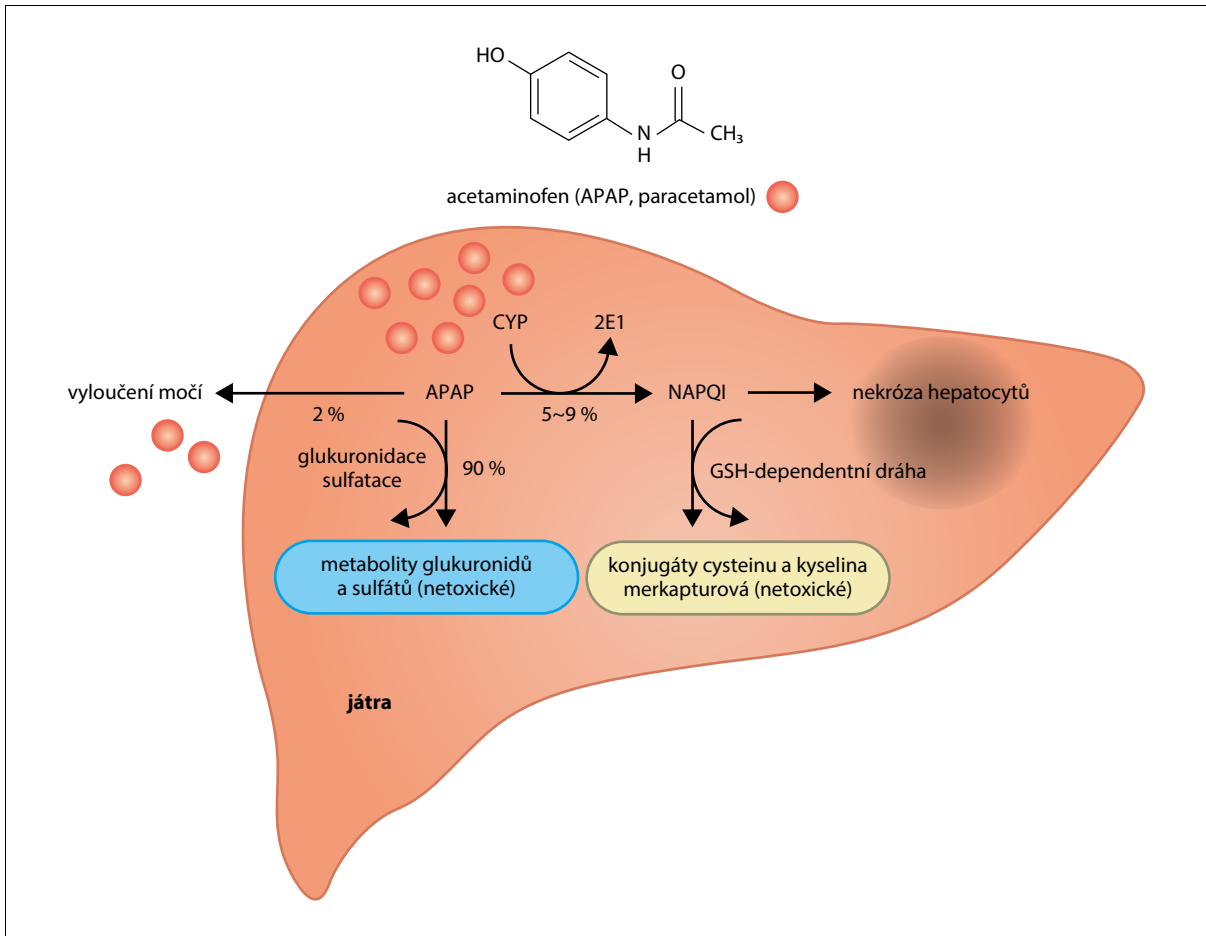 HO
O
N
H
CH₃
acetaminofen (APAP, paracetamol)
CYP
2E1
vyloučení močí
APAP
NAPQI
nekróza hepatocytů
2 %
5~9 %
glukuronidace
sulfatace
90 %
GSH-dependentní dráha
metabolity glukuronidů
a sulfátů (netoxické)
konjugáty cysteinu a kyselina
merkapturová (netoxické)
játra